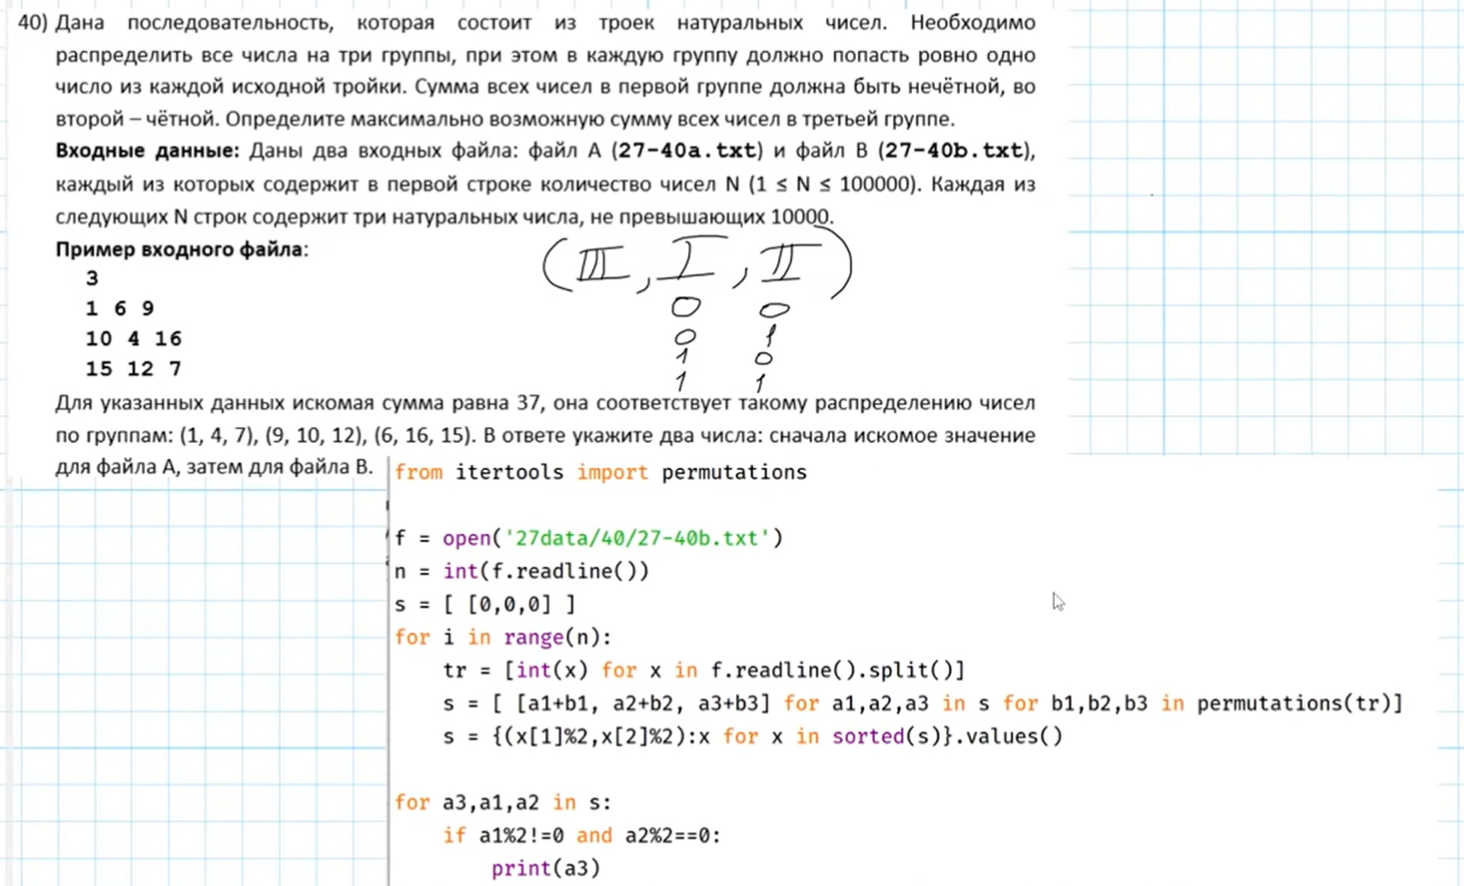 40) Дана последовательность, которая состоит из троек натуральных чисел. Необходимо
распределить все числа на три группы, при этом в каждую группу должно попасть ровно одно
число из каждой исходной тройки. Сумма всех чисел в первой группе должна быть нечётной, во
второй – чётной. Определите максимально возможную сумму всех чисел в третьей группе.
Входные данные: Даны два входных файла: файл A (27-40a.txt) и файл B (27-40b.txt),
каждый из которых содержит в первой строке количество чисел N (1 ≤ N ≤ 100000). Каждая из
следующих N строк содержит три натуральных числа, не превышающих 10000.
Пример входного файла:
(III, I, II)
3
1 6 9
0 0
10 4 16
0 1
1 0
15 12 7
1 1
Для указанных данных искомая сумма равна 37, она соответствует такому распределению чисел
по группам: (1, 4, 7), (9, 10, 12), (6, 16, 15). В ответе укажите два числа: сначала искомое значение
для файла A, затем для файла B.
from itertools import permutations
f = open('27data/40/27-40b.txt')
n = int(f.readline())
s = [ [0,0,0] ]
for i in range(n):
    tr = [int(x) for x in f.readline().split()]
    s = [ [a1+b1, a2+b2, a3+b3] for a1,a2,a3 in s for b1,b2,b3 in permutations(tr)]
    s = {(x[1]%2,x[2]%2):x for x in sorted(s)}.values()
for a3,a1,a2 in s:
    if a1%2!=0 and a2%2==0:
        print(a3)